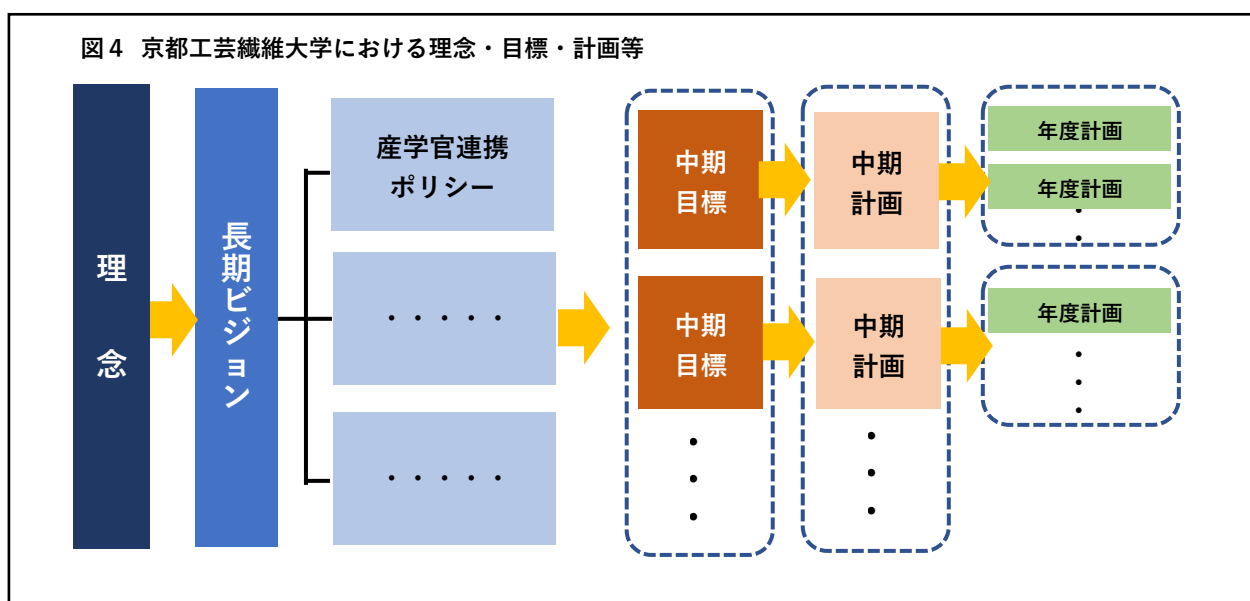 図４ 京都工芸繊維大学における理念・目標・計画等
理
念
長期ビジョン
産学官連携
ポリシー
・・・・・
・・・・・
中期
目標
中期
計画
年度計画
年度計画
・
・
中期
目標
中期
計画
年度計画
・
・
・
・
・
・
・
・
・